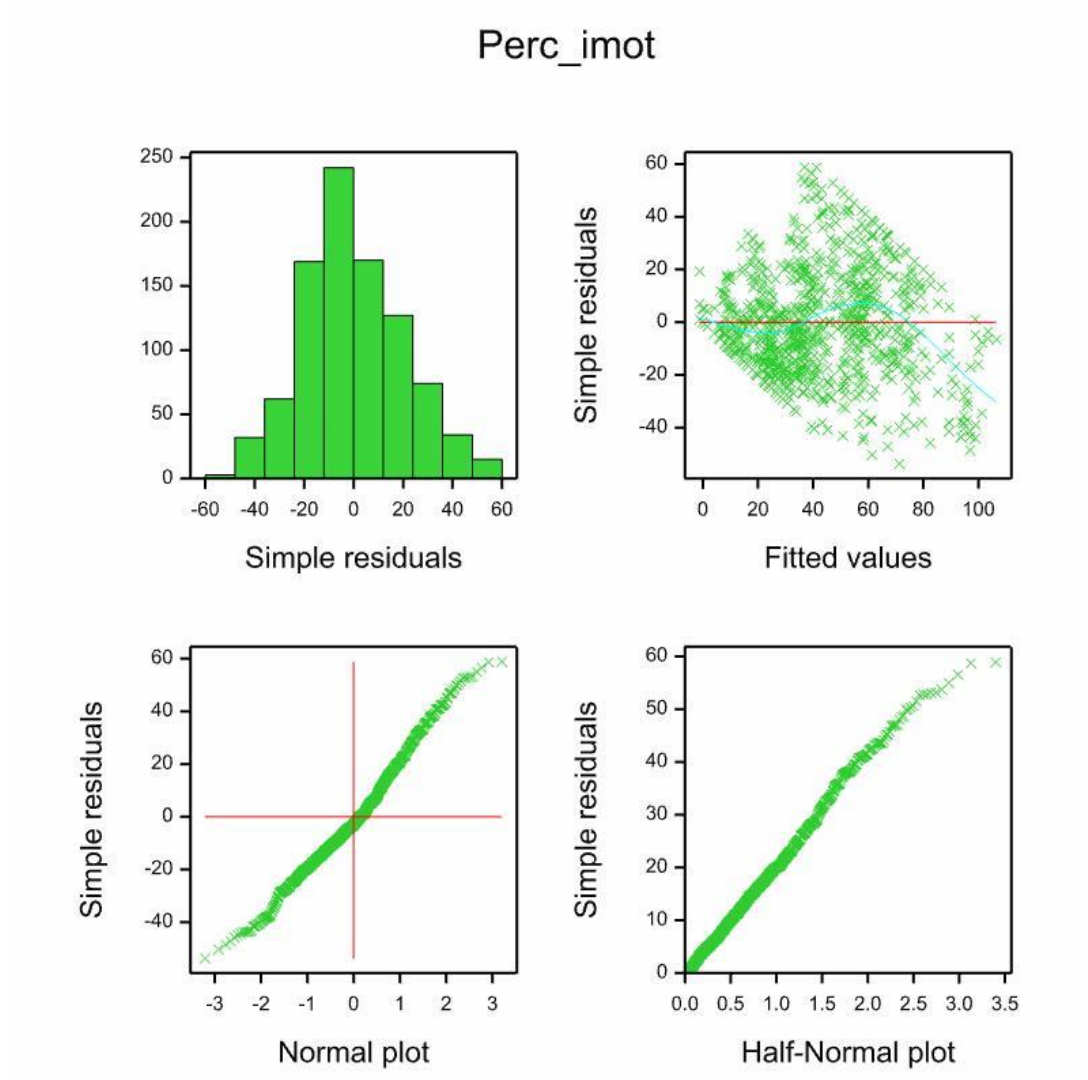 Perc_imot
250
200
150
100
50
0
-60 -40 -20 0 20 40 60
Simple residuals
Simple residuals
60
40
20
0
-20
-40
0 20 40 60 80 100
Fitted values
Simple residuals
60
40
20
0
-20
-40
-3 -2 -1 0 1 2 3
Normal plot
Simple residuals
60
50
40
30
20
10
0
0.0 0.5 1.0 1.5 2.0 2.5 3.0 3.5
Half-Normal plot